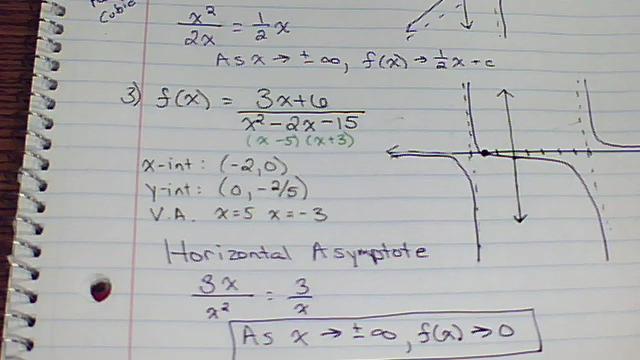 Cubic
x²/2x = 1/2 x
As x → ±∞, f(x) → 1/2 x + c
3) f(x) = 3x+6 / x²-2x-15
(x-5)(x+3)
x-int: (-2,0)
y-int: (0, -2/5)
V.A. x=5 x=-3
Horizontal Asymptote
3x/x² = 3/x
As x → ±∞, f(x) → 0